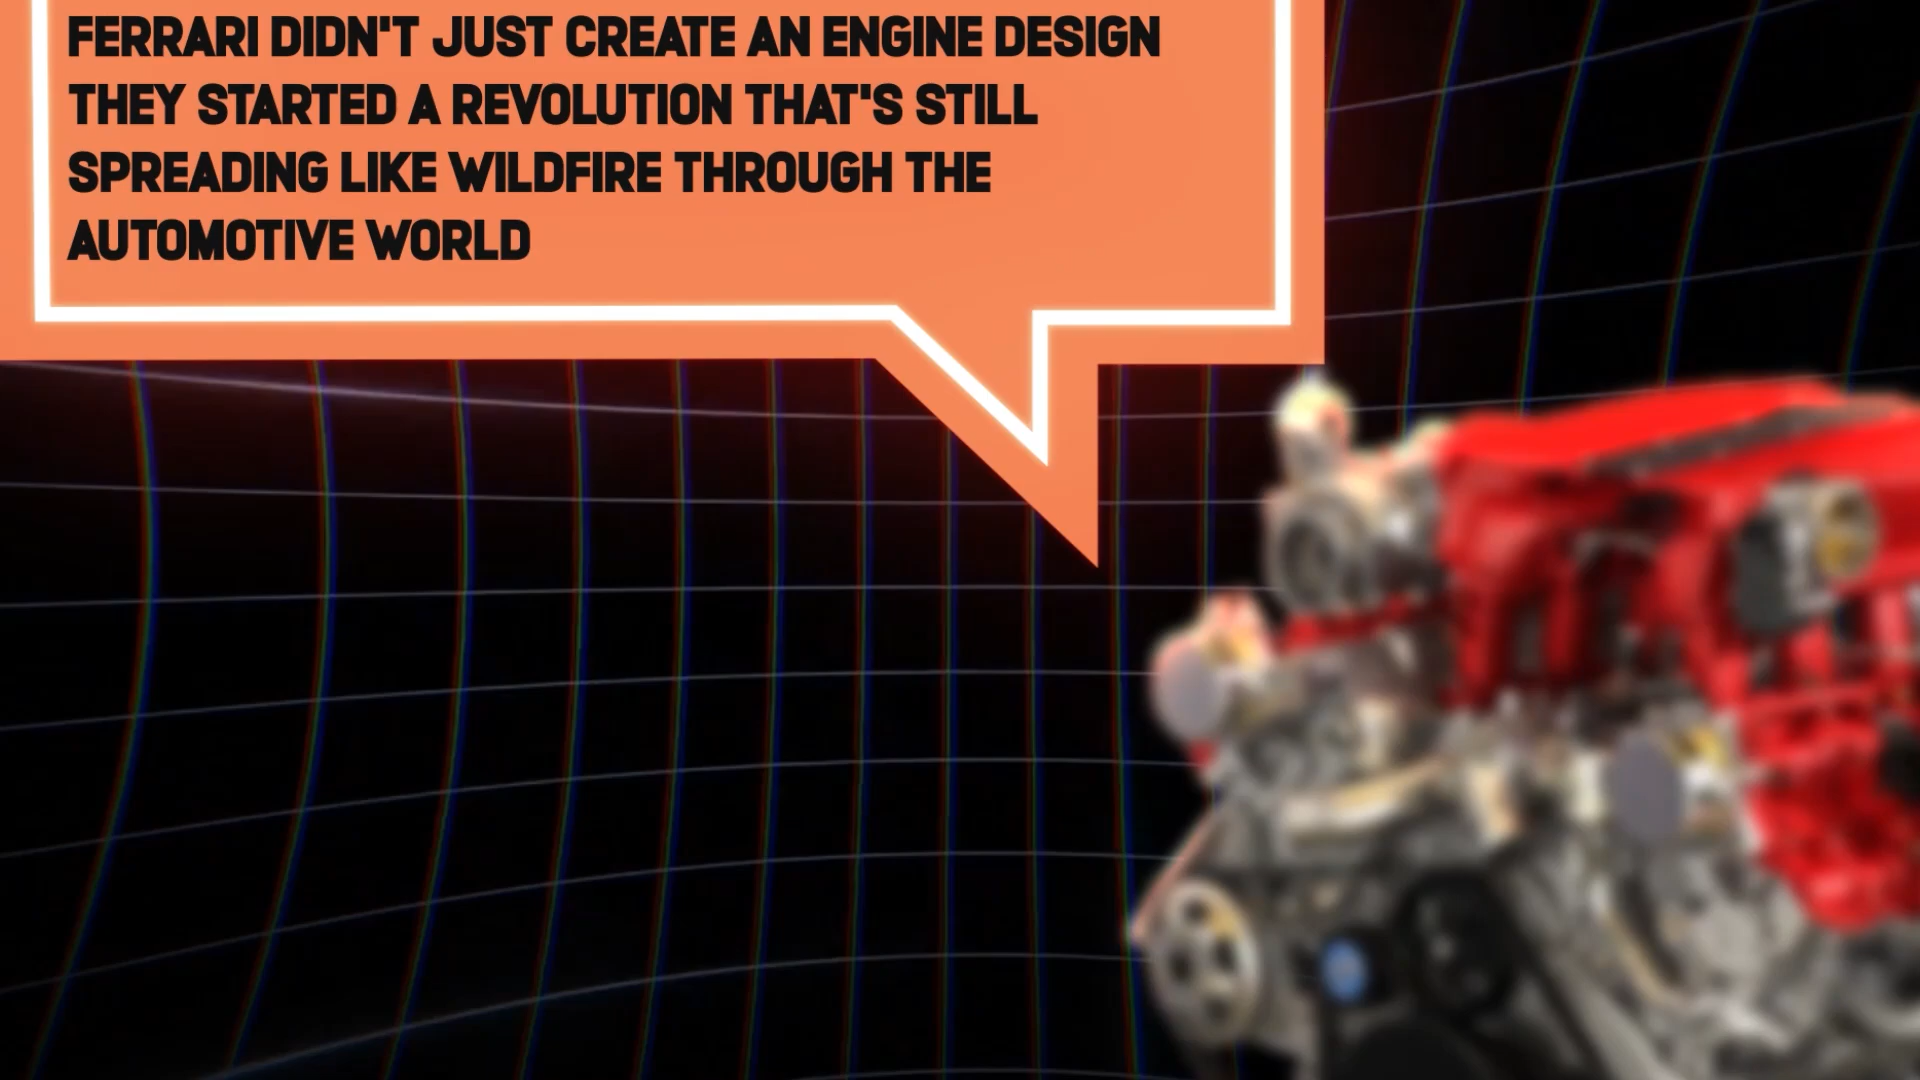 FERRARI DIDN'T JUST CREATE AN ENGINE DESIGN
THEY STARTED A REVOLUTION THAT'S STILL
SPREADING LIKE WILDFIRE THROUGH THE
AUTOMOTIVE WORLD